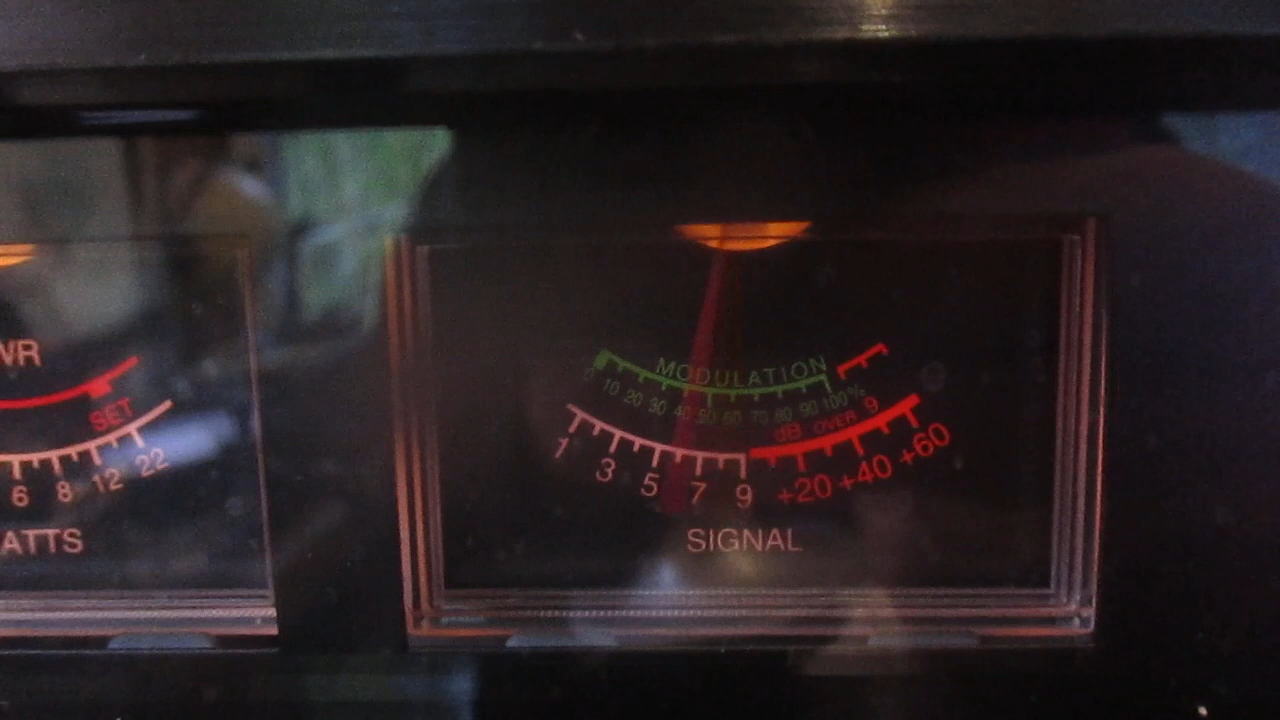 WR
SET
6 8 12 22
ATTS
MODULATION
0 10 20 30 40 50 60 70 80 90 100%
dB OVER 9
1 3 5 7 9 +20 +40 +60
SIGNAL